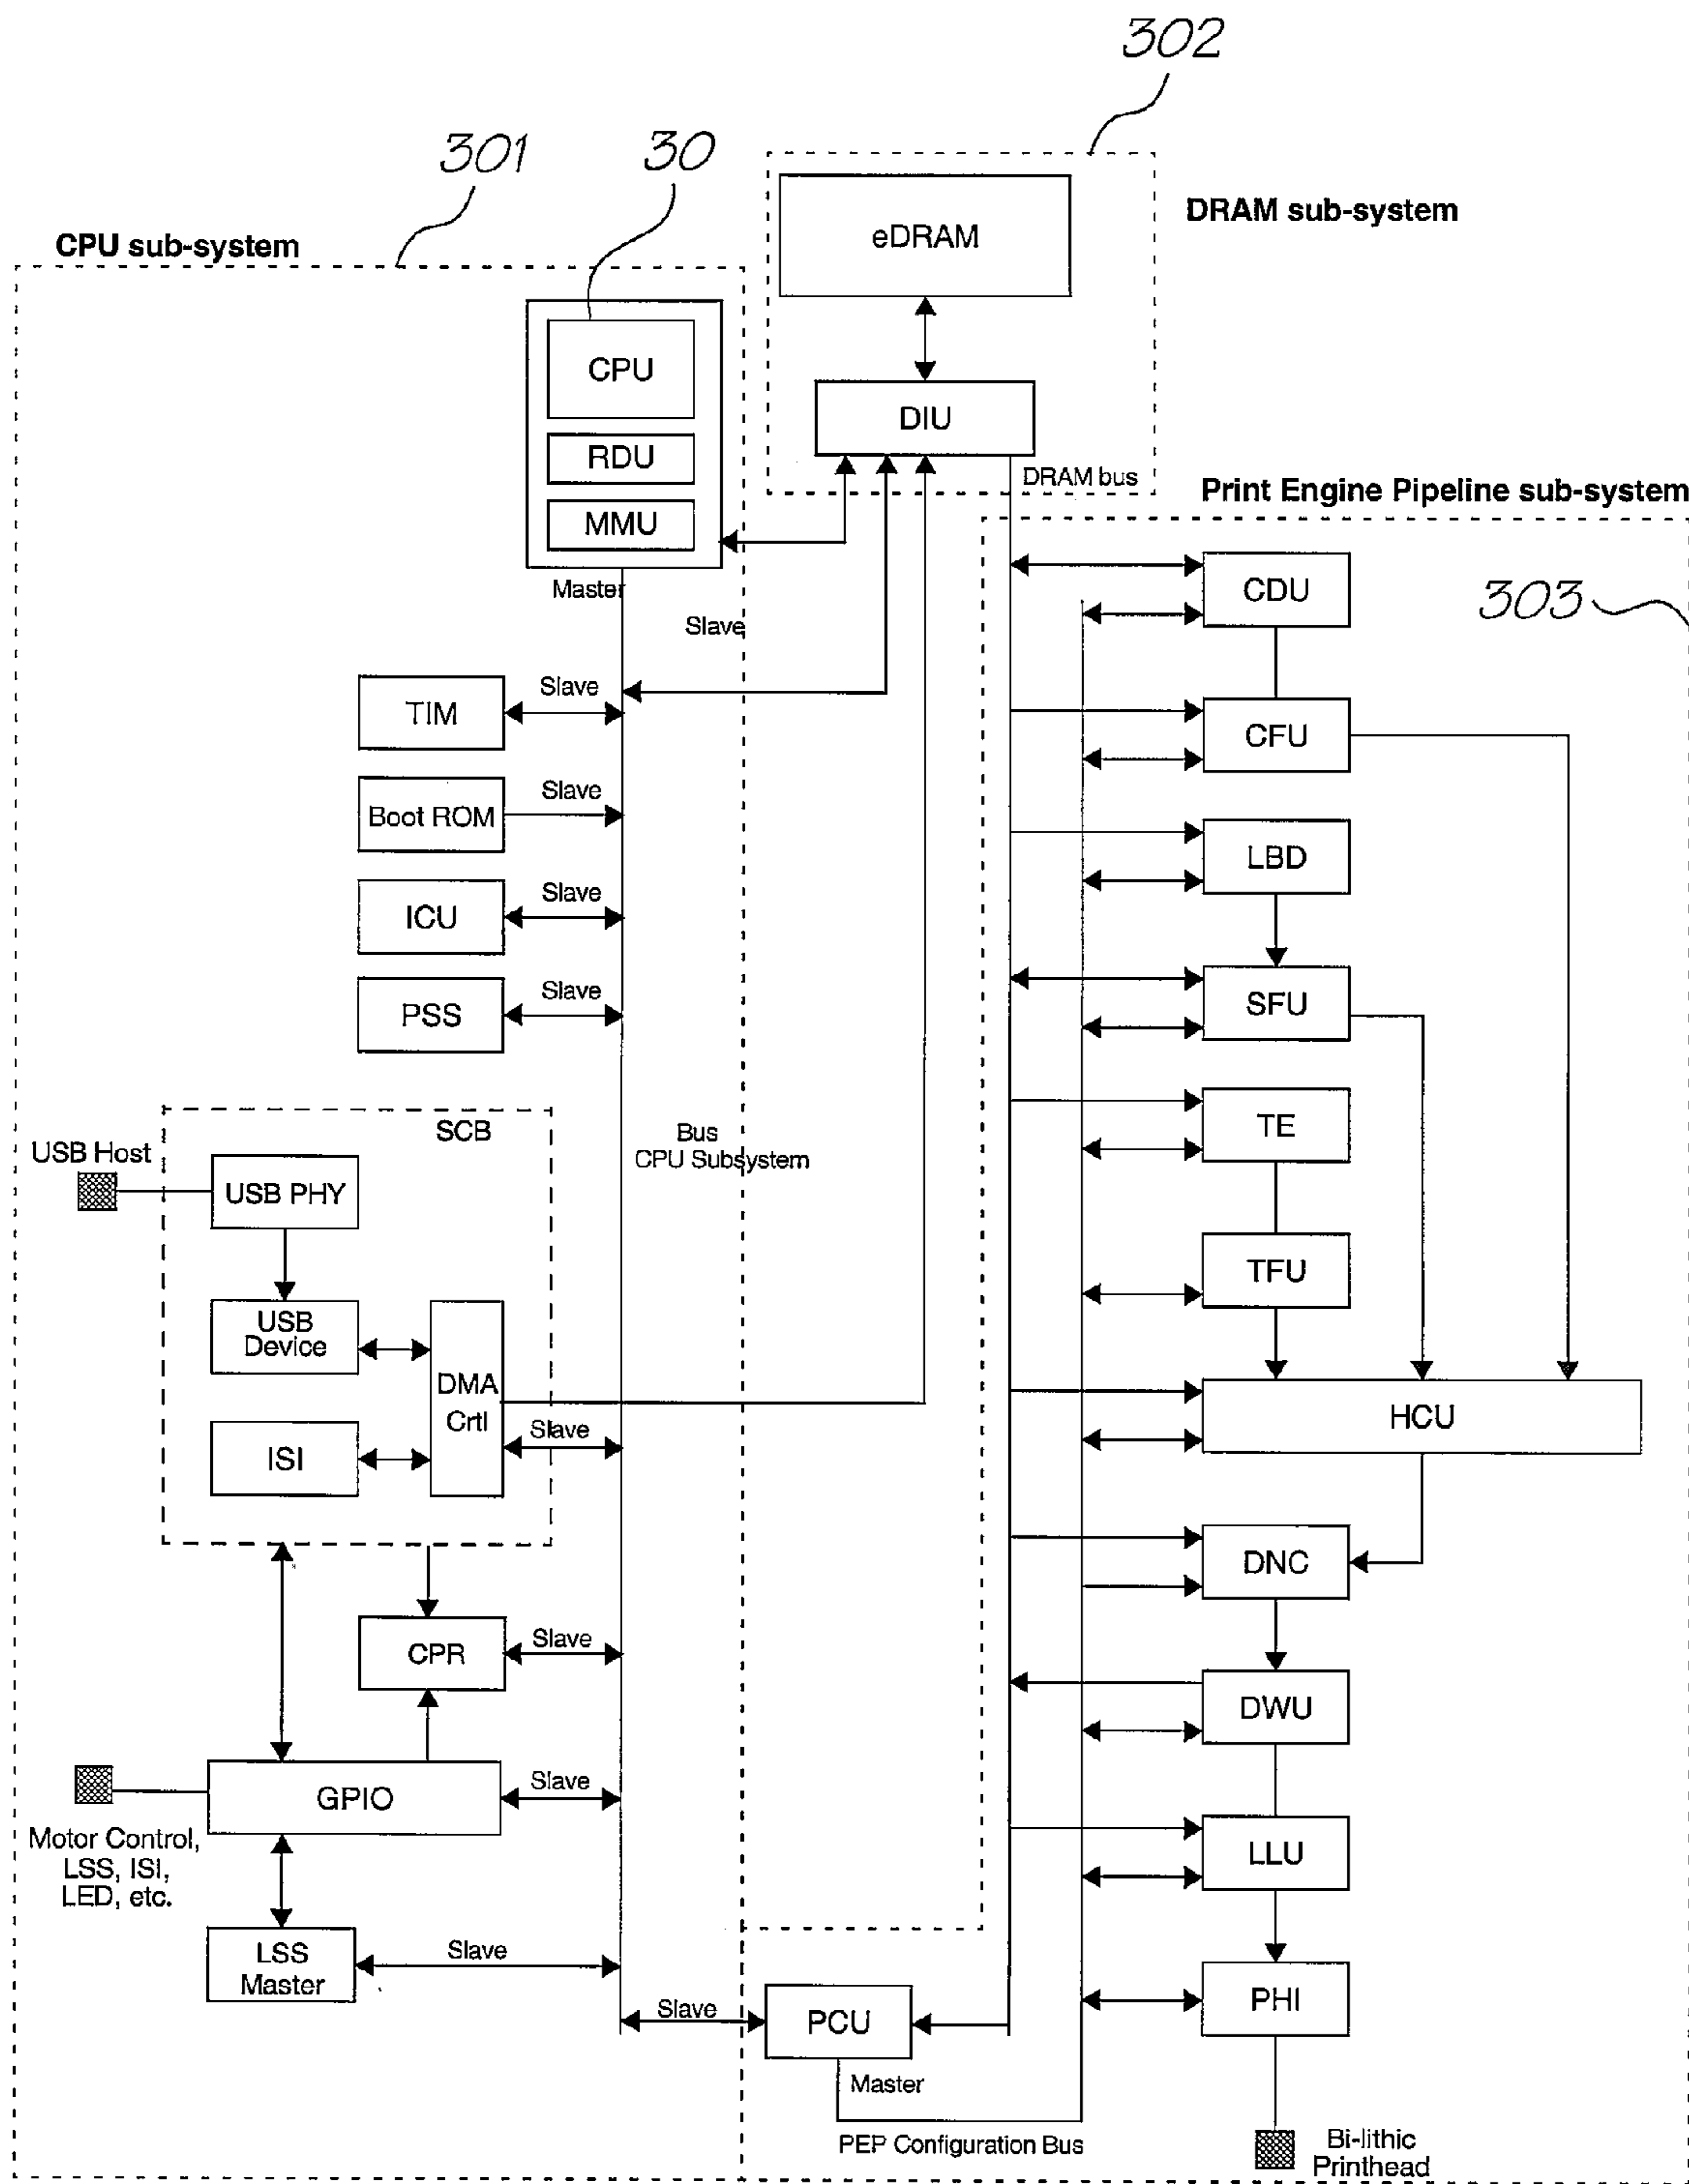 302
301
30
DRAM sub-system
CPU sub-system
eDRAM
CPU
DIU
RDU
DRAM bus
Print Engine Pipeline sub-system
MMU
Master
CDU
303
Slave
TIM
Slave
CFU
Boot ROM
Slave
LBD
ICU
Slave
PSS
Slave
SFU
SCB
TE
USB Host
Bus
CPU Subsystem
USB PHY
TFU
USB
Device
DMA
Crtl
HCU
Slave
ISI
DNC
CPR
Slave
DWU
GPIO
Slave
Motor Control,
LSS, ISI,
LED, etc.
LLU
LSS
Master
Slave
PHI
Slave
PCU
Master
PEP Configuration Bus
Bi-lithic
Printhead